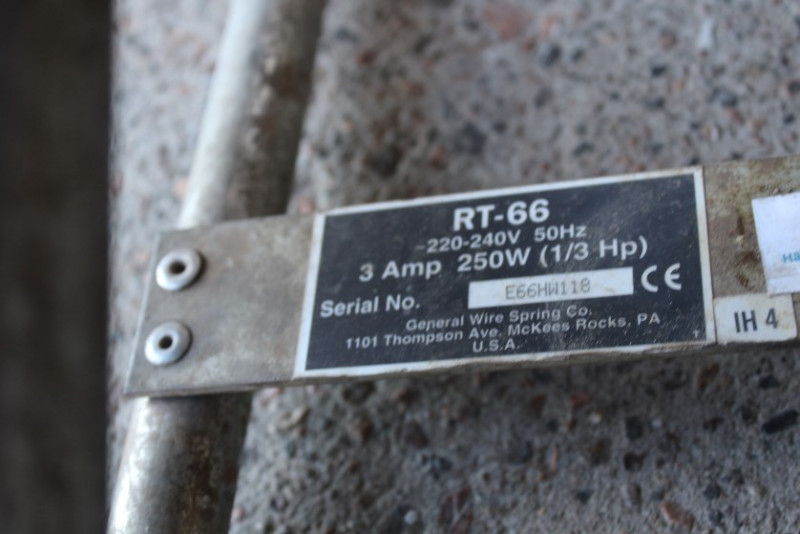 RT-66
~220-240V 50Hz
3 Amp 250W (1/3 Hp)
Serial No. E66HW118 CE
General Wire Spring Co.
1101 Thompson Ave. McKees Rocks, PA
U.S.A.
IH 4